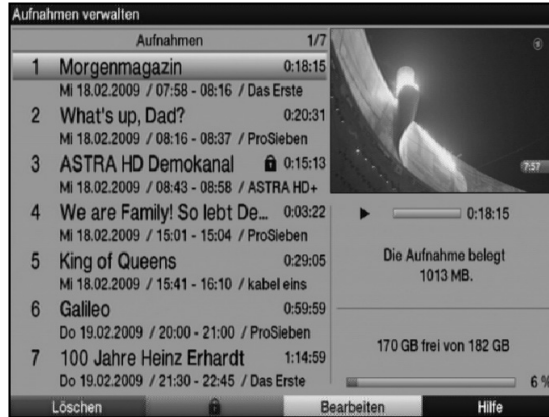 Aufnahmen verwalten
Aufnahmen 1/7
1 Morgenmagazin 0:18:15
Mi 18.02.2009 / 07:58 - 08:16 / Das Erste
2 What's up, Dad? 0:20:31
Mi 18.02.2009 / 08:16 - 08:37 / ProSieben
3 ASTRA HD Demokanal 0:15:13
Mi 18.02.2009 / 08:43 - 08:58 / ASTRA HD+
4 We are Family! So lebt De... 0:03:22
Mi 18.02.2009 / 15:01 - 15:04 / ProSieben
5 King of Queens 0:29:05
Mi 18.02.2009 / 15:41 - 16:10 / kabel eins
6 Galileo 0:59:59
Do 19.02.2009 / 20:00 - 21:00 / ProSieben
7 100 Jahre Heinz Erhardt 1:14:59
Do 19.02.2009 / 21:30 - 22:45 / Das Erste
7:57
0:18:15
Die Aufnahme belegt
1013 MB.
170 GB frei von 182 GB
6 %
Löschen Bearbeiten Hilfe